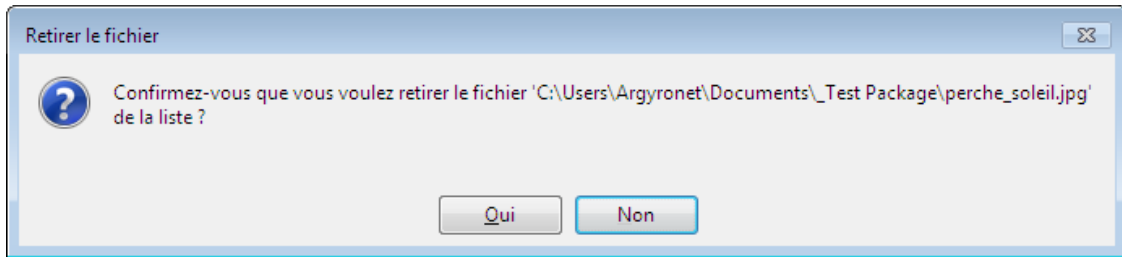 Retirer le fichier
Confirmez-vous que vous voulez retirer le fichier 'C:\Users\Argyronet\Documents\_Test Package\perche_soleil.jpg'
de la liste ?
Oui Non